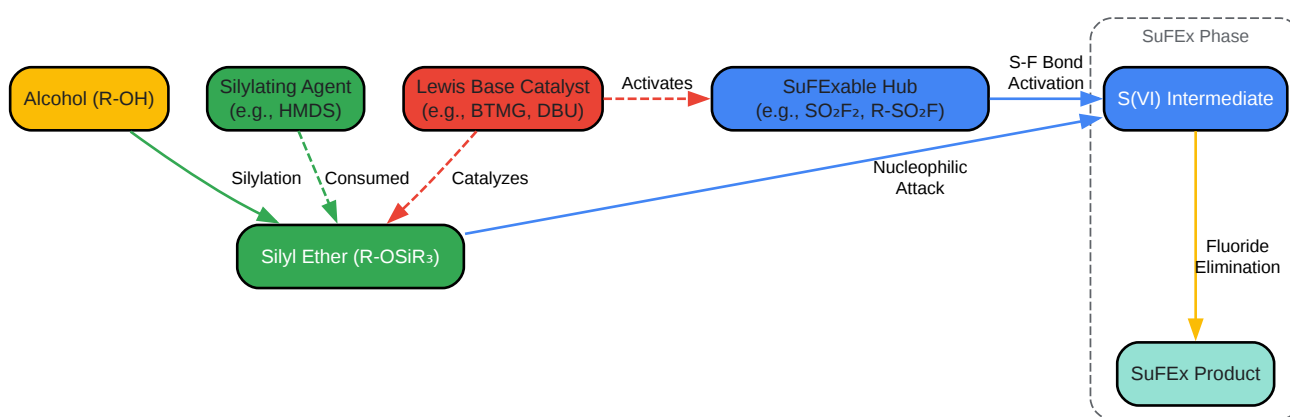 SuFEx Phase
Alcohol (R-OH)
Silylating Agent
(e.g., HMDS)
Lewis Base Catalyst
(e.g., BTMG, DBU)
Activates
SuFExable Hub
(e.g., SO₂F₂, R-SO₂F)
S-F Bond
Activation
S(VI) Intermediate
Silylation
Consumed
Catalyzes
Nucleophilic
Attack
Silyl Ether (R-OSiR₃)
Fluoride
Elimination
SuFEx Product